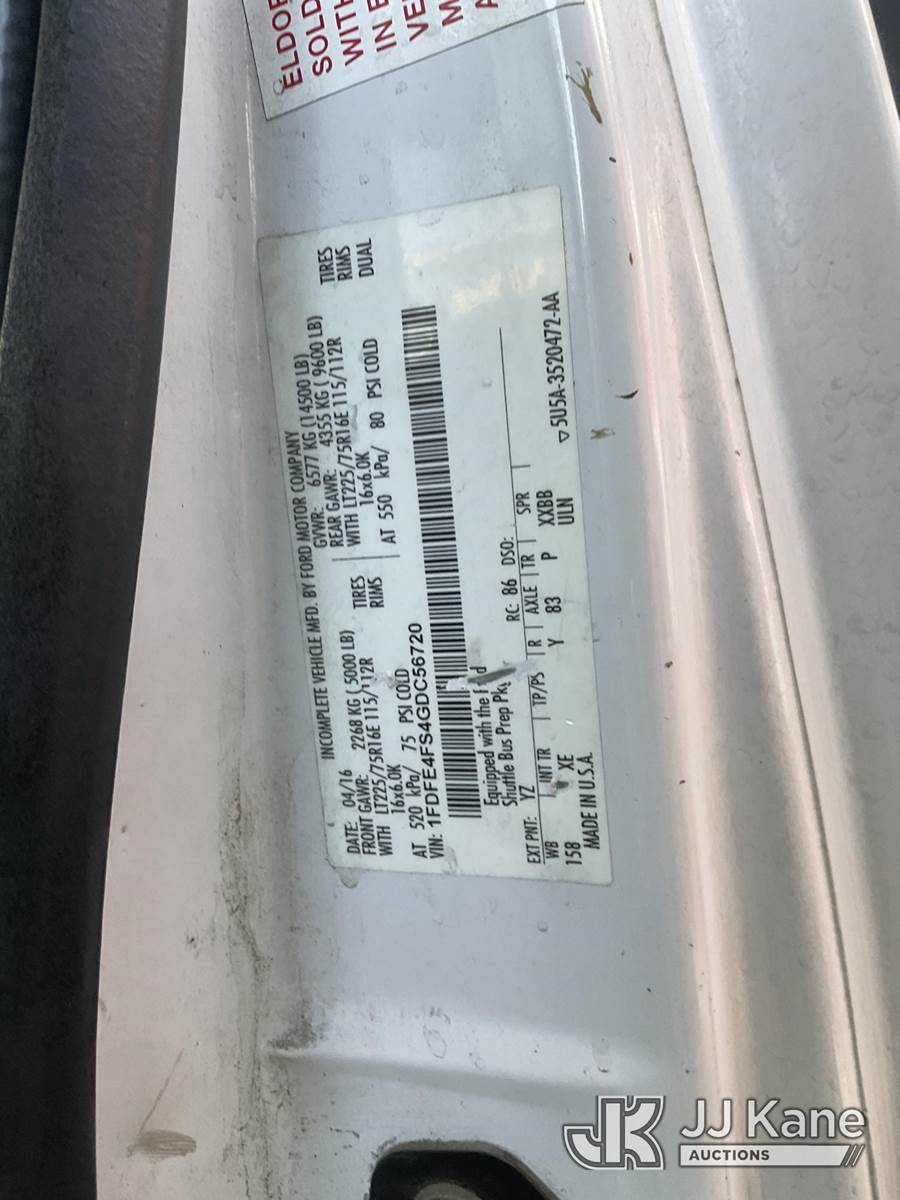 ELDOR
SOLD
WITH
IN B
VE
M
A
INCOMPLETE VEHICLE MFD. BY FORD MOTOR COMPANY
DATE: 04/16 GVWR: 6577 KG (14500 LB)
FRONT GAWR: 2268 KG (5000 LB) REAR GAWR: 4355 KG (9600 LB)
WITH LT225/75R16E 115/112R TIRES WITH LT225/75R16E 115/112R TIRES
16x6.0K RIMS 16x6.0K RIMS
AT 520 kPa/ 75 PSI COLD AT 550 kPa/ 80 PSI COLD DUAL
VIN: 1FDFE4FS4GDC56720
Equipped with the
Shuttle Bus Prep Pkg
RC: 86 DSO:
EXT PNT: YZ
WB INT TR TP/PS R AXLE TR SPR
158 XE Y 83 P XXBB
ULN
MADE IN U.S.A.
5U5A-3520472-AA
JK JJ Kane
AUCTIONS